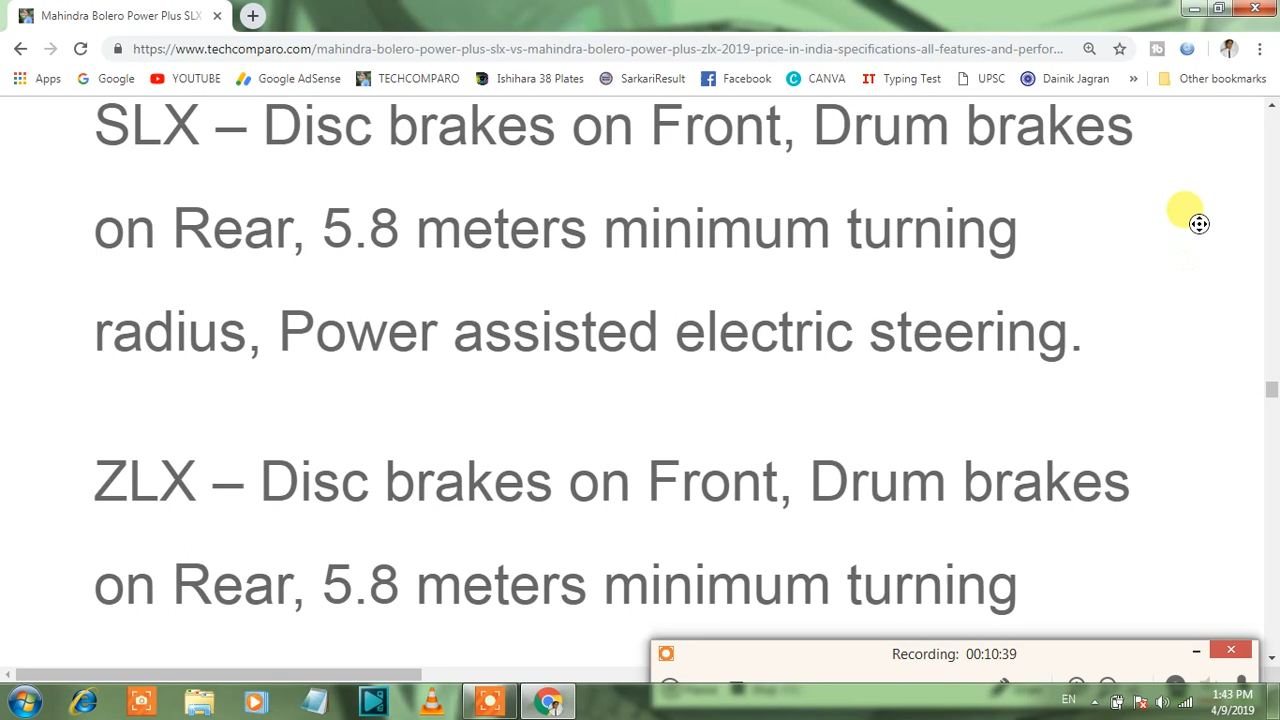 Mahindra Bolero Power Plus SLX
https://www.techcomparo.com/mahindra-bolero-power-plus-slx-vs-mahindra-bolero-power-plus-zlx-2019-price-in-india-specifications-all-features-and-perfor...
Apps Google YOUTUBE Google AdSense TECHCOMPARO Ishihara 38 Plates SarkariResult Facebook CANVA IT Typing Test UPSC Dainik Jagran » Other bookmarks
SLX – Disc brakes on Front, Drum brakes
on Rear, 5.8 meters minimum turning
radius, Power assisted electric steering.
ZLX – Disc brakes on Front, Drum brakes
on Rear, 5.8 meters minimum turning
Recording: 00:10:39
EN 1:43 PM
4/9/2019